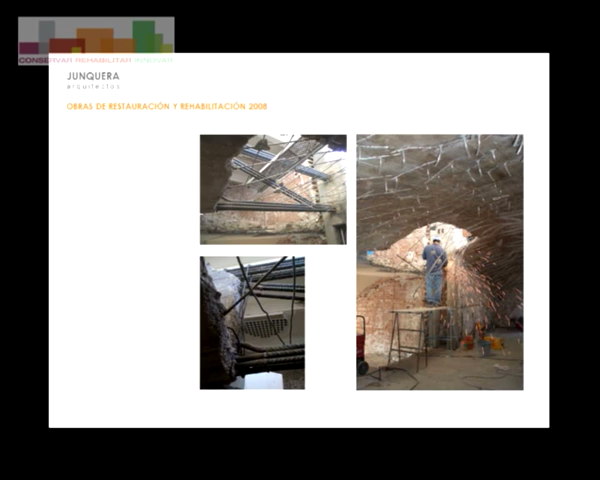 CONSERVAR REHABILITAR INNOVAR
JUNQUERA
arquitectos
OBRAS DE RESTAURACIÓN Y REHABILITACIÓN 2008